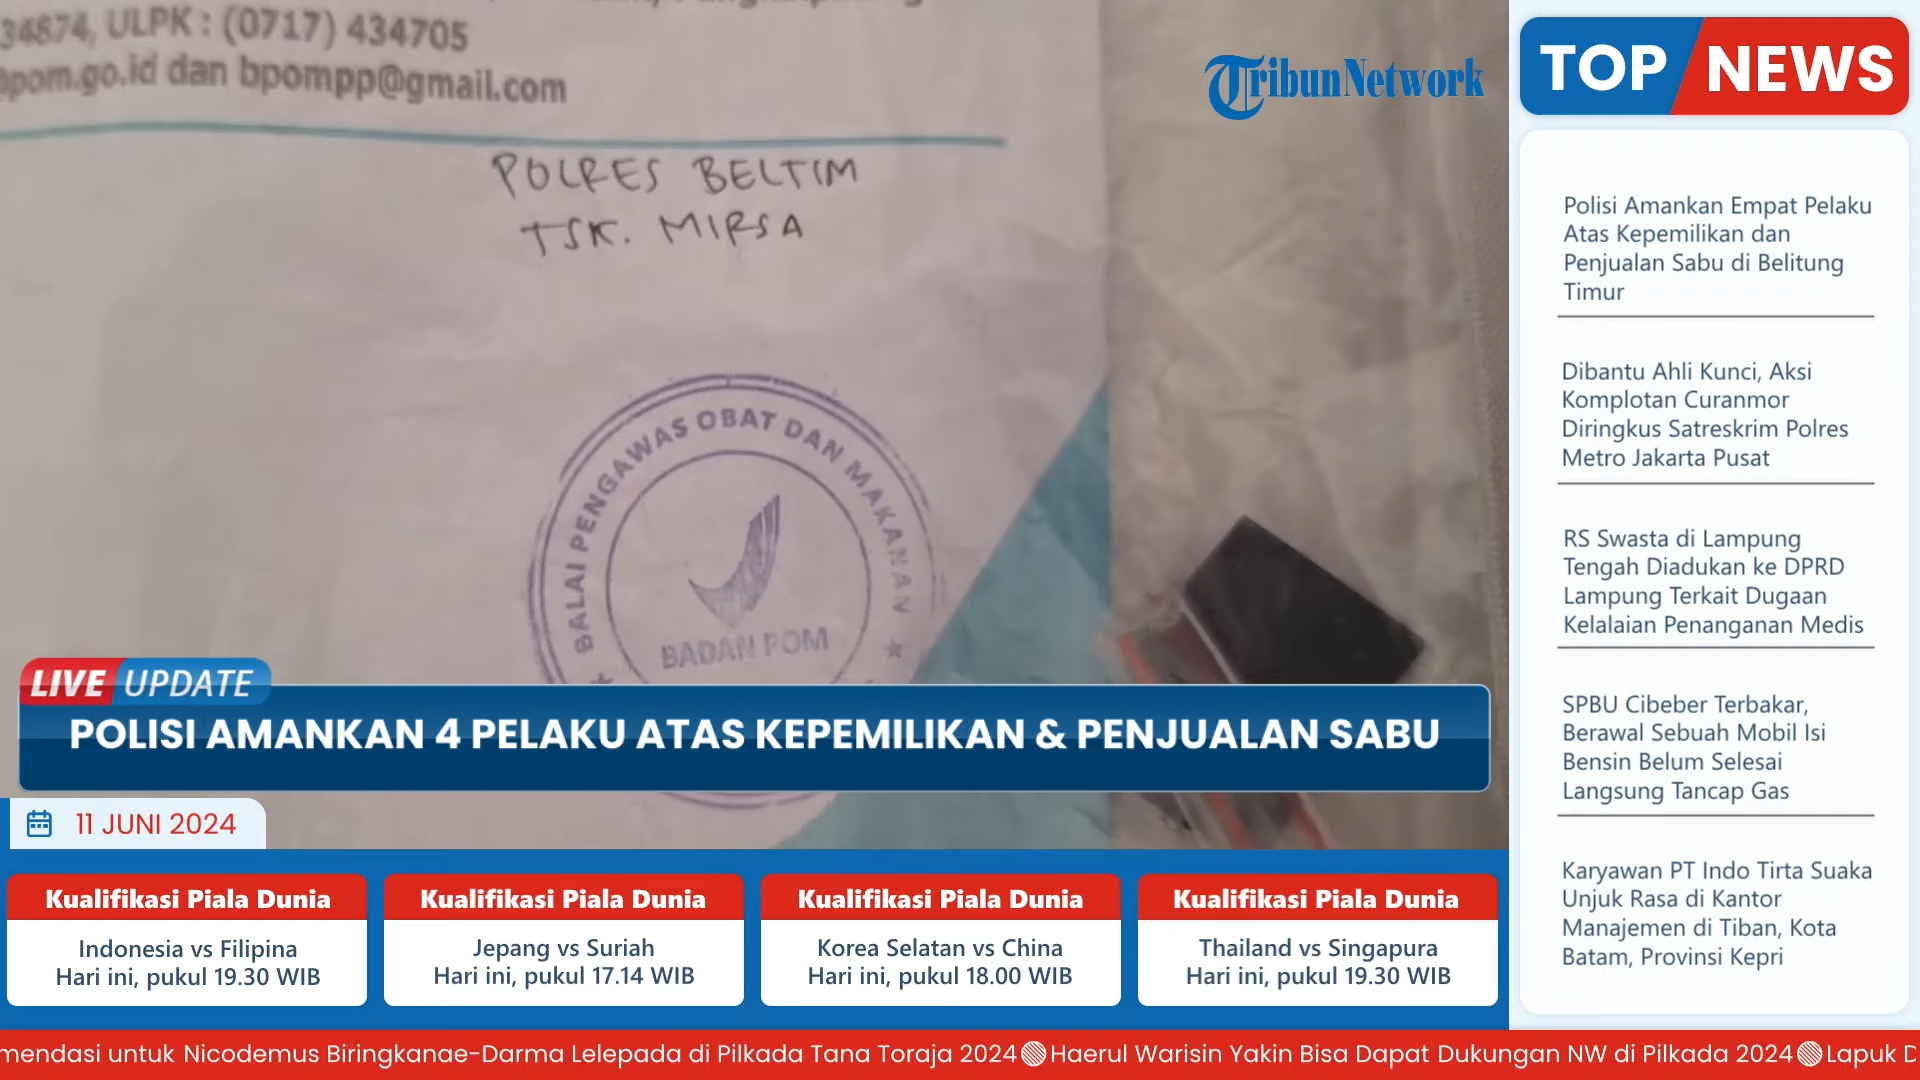 34874, ULPK : (0717) 434705
pom.go.id dan bpompp@gmail.com
TribunNetwork
POLRES BELTIM
TSK. MIRSA
BALAI PENGAWAS OBAT DAN MAKANAN
BADAN POM
LIVE UPDATE
POLISI AMANKAN 4 PELAKU ATAS KEPEMILIKAN & PENJUALAN SABU
11 JUNI 2024
TOP NEWS
Polisi Amankan Empat Pelaku
Atas Kepemilikan dan
Penjualan Sabu di Belitung
Timur
Dibantu Ahli Kunci, Aksi
Komplotan Curanmor
Diringkus Satreskrim Polres
Metro Jakarta Pusat
RS Swasta di Lampung
Tengah Diadukan ke DPRD
Lampung Terkait Dugaan
Kelalaian Penanganan Medis
SPBU Cibeber Terbakar,
Berawal Sebuah Mobil Isi
Bensin Belum Selesai
Langsung Tancap Gas
Karyawan PT Indo Tirta Suaka
Unjuk Rasa di Kantor
Manajemen di Tiban, Kota
Batam, Provinsi Kepri
Kualifikasi Piala Dunia
Indonesia vs Filipina
Hari ini, pukul 19.30 WIB
Kualifikasi Piala Dunia
Jepang vs Suriah
Hari ini, pukul 17.14 WIB
Kualifikasi Piala Dunia
Korea Selatan vs China
Hari ini, pukul 18.00 WIB
Kualifikasi Piala Dunia
Thailand vs Singapura
Hari ini, pukul 19.30 WIB
mendasi untuk Nicodemus Biringkanae-Darma Lelepada di Pilkada Tana Toraja 2024 Haerul Warisin Yakin Bisa Dapat Dukungan NW di Pilkada 2024 Lapuk D